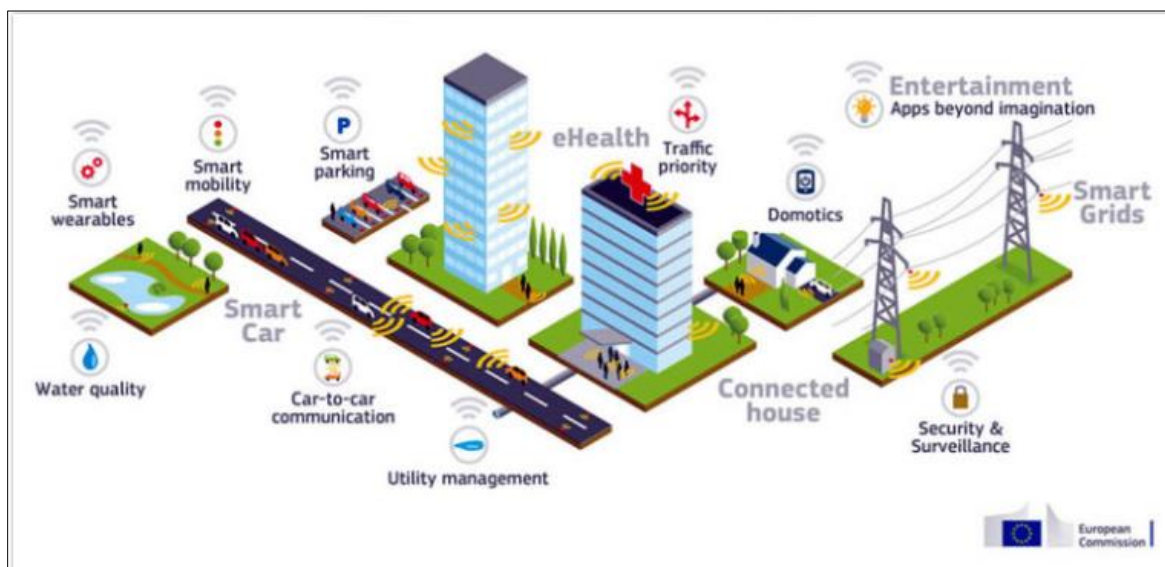 Entertainment
Apps beyond imagination
eHealth
Traffic
priority
P
Smart
parking
Smart
mobility
Smart
wearables
Domotics
Smart
Grids
Smart
Car
Water quality
Car-to-car
communication
Connected
house
Security &
Surveillance
Utility management
European
Commission